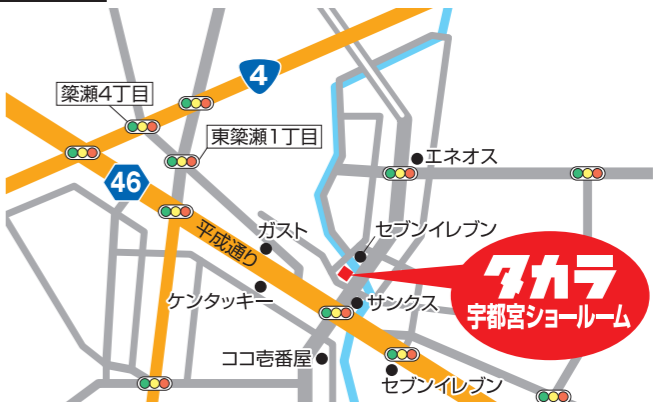 4
簗瀬4丁目
東簗瀬1丁目
エネオス
46
平成通り
ガスト
セブンイレブン
タカラ
宇都宮ショールーム
ケンタッキー
サンクス
ココ壱番屋
セブンイレブン